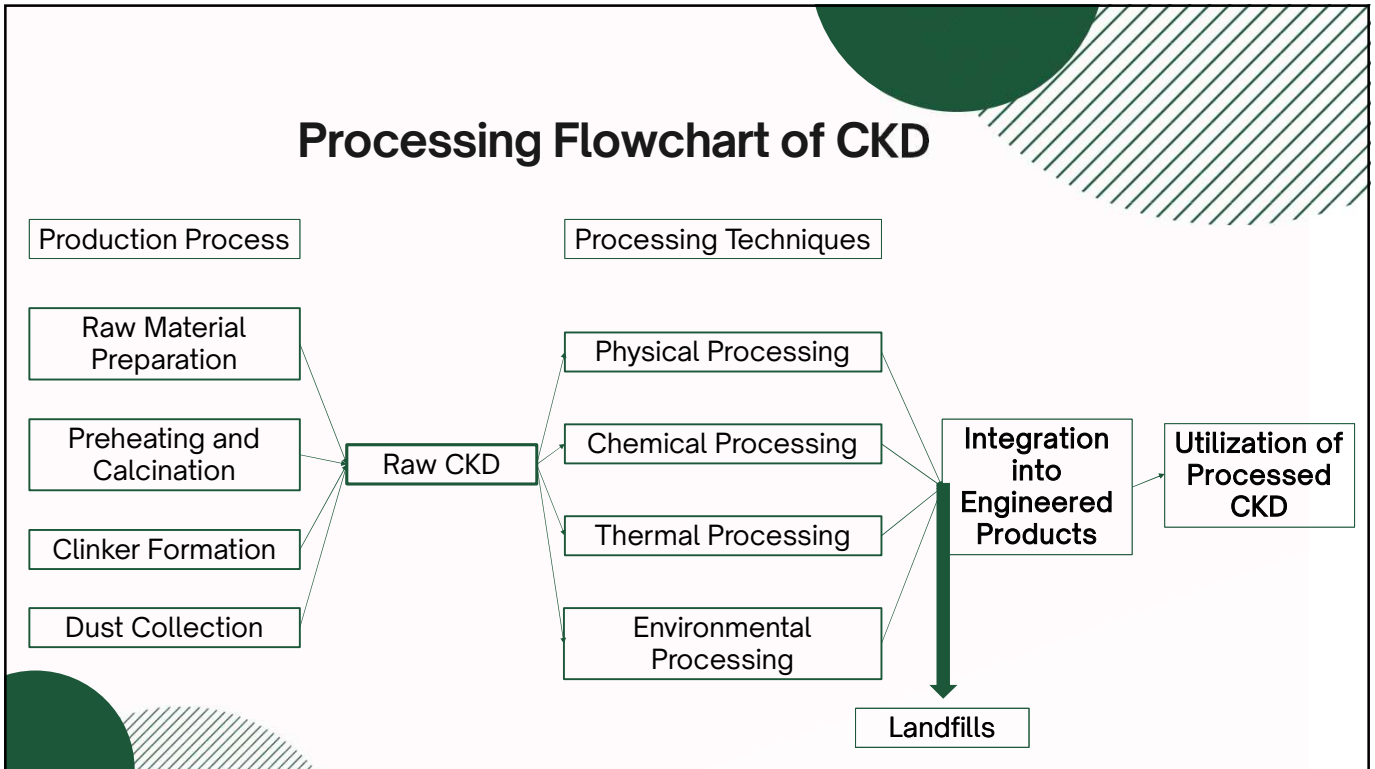 Processing Flowchart of CKD
Production Process
Processing Techniques
Raw Material
Preparation
Preheating and
Calcination
Clinker Formation
Dust Collection
Raw CKD
Physical Processing
Chemical Processing
Thermal Processing
Environmental
Processing
Integration
into
Engineered
Products
Utilization of
Processed
CKD
Landfills